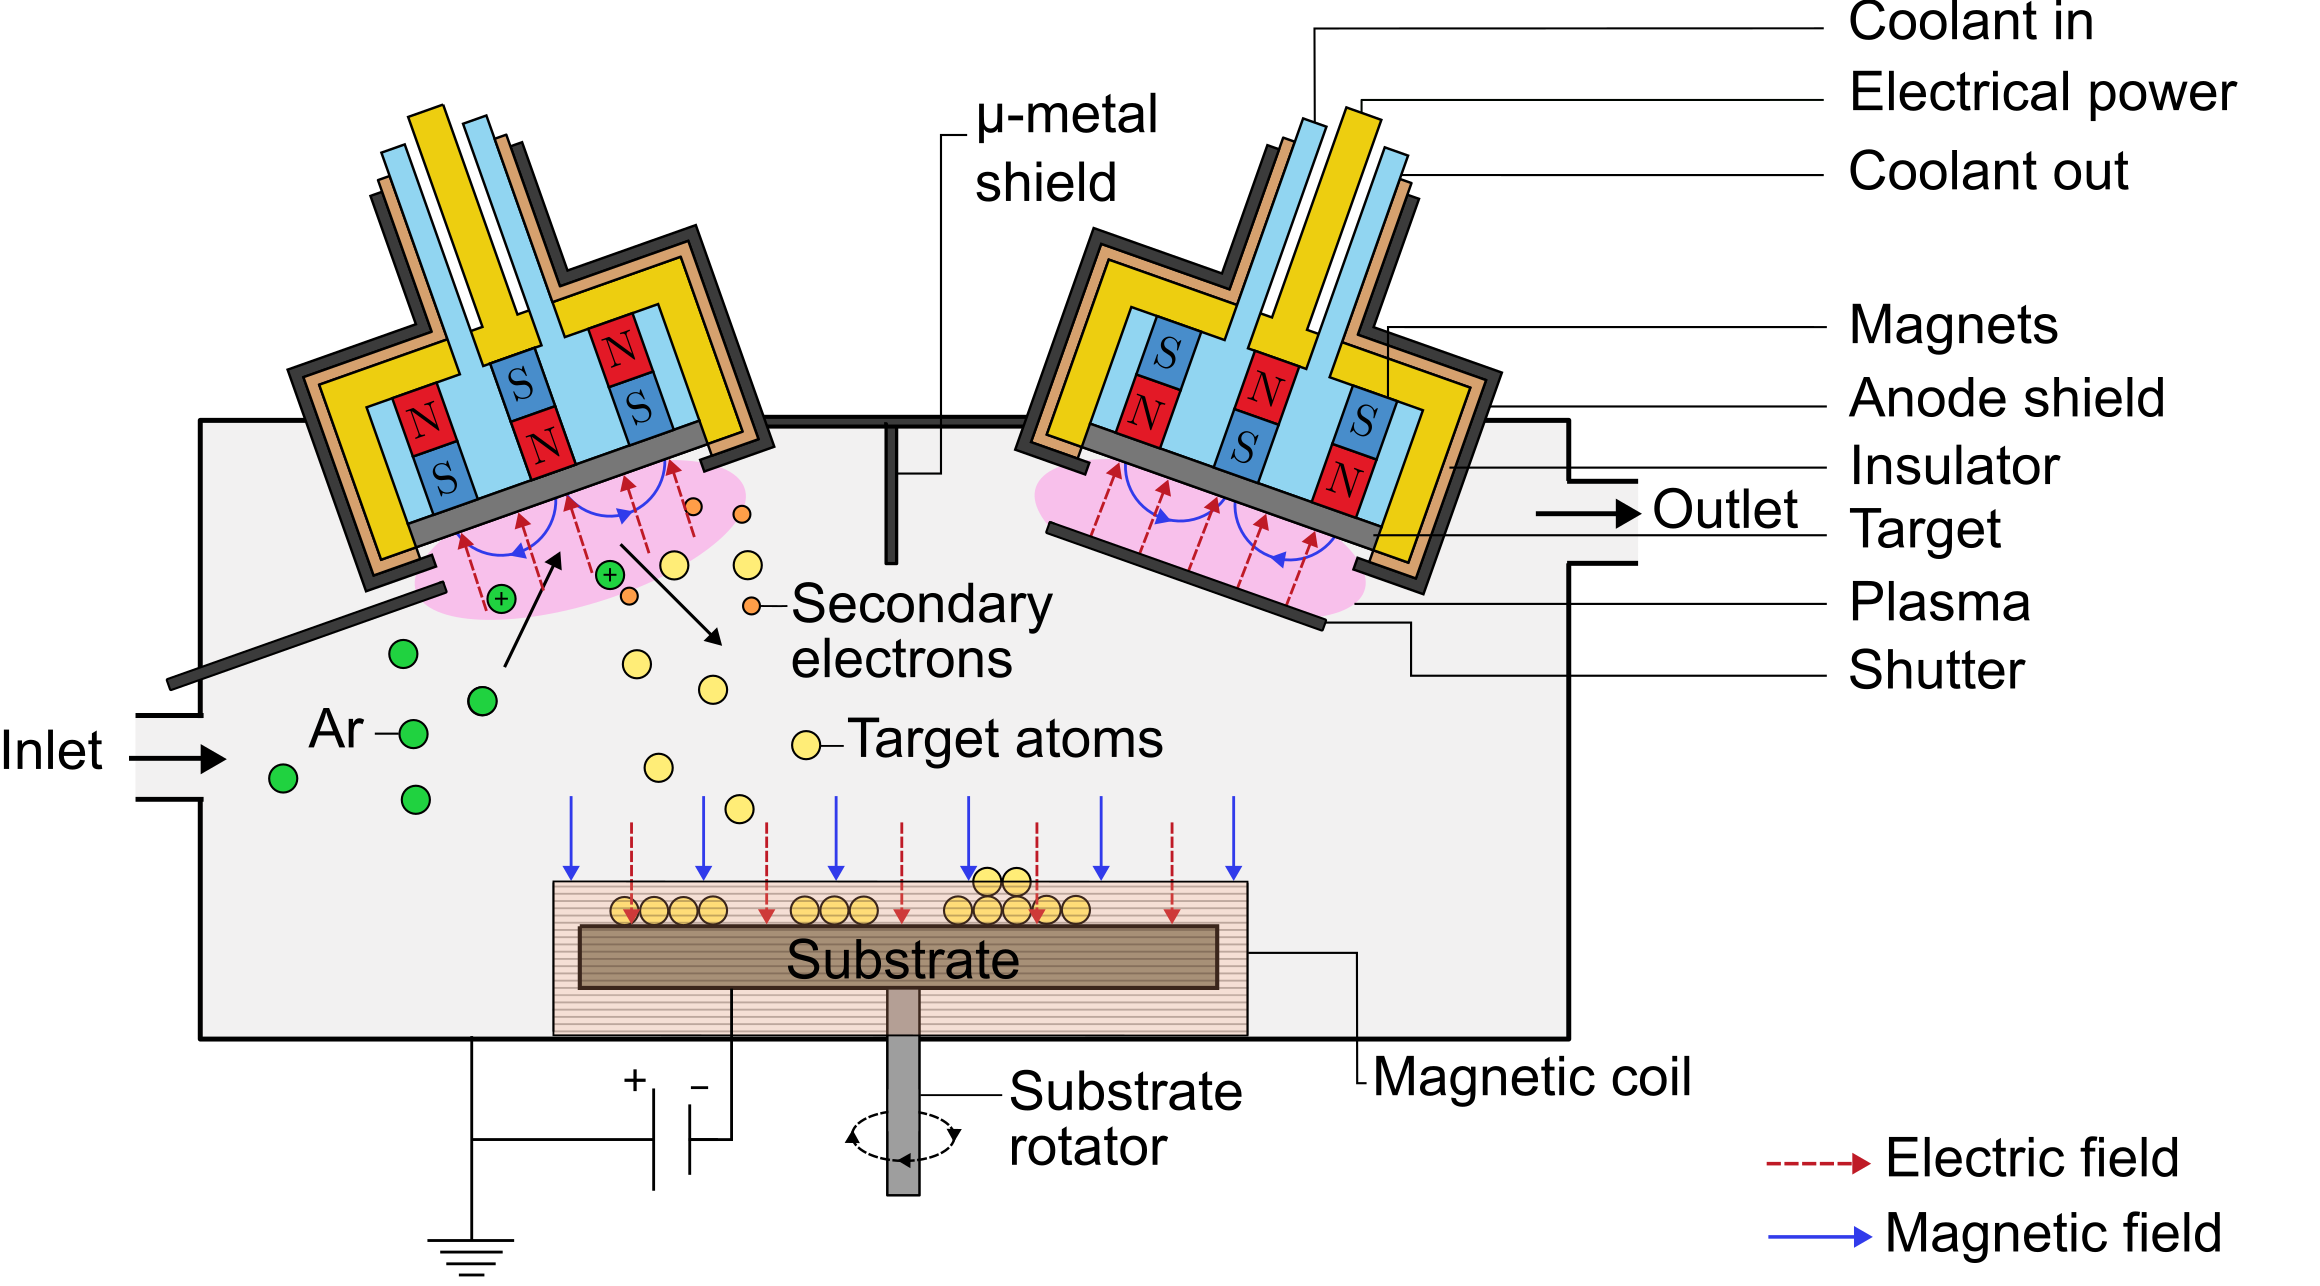 Coolant in
Electrical power
Coolant out
µ-metal
shield
Magnets
Anode shield
Insulator
Outlet
Target
Plasma
Shutter
N
S
S
N
N
S
S
N
N
S
S
N
+
+
Secondary
electrons
Ar
Target atoms
Inlet
Substrate
Magnetic coil
+
−
Substrate
rotator
Electric field
Magnetic field